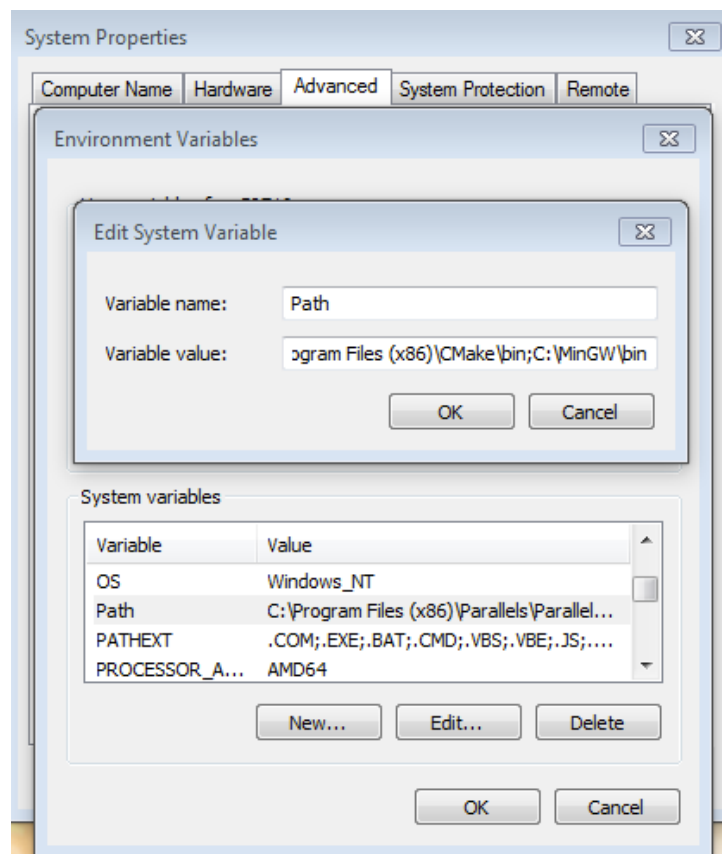 System Properties
Computer Name Hardware Advanced System Protection Remote
Environment Variables
Edit System Variable
Variable name: Path
Variable value: ogram Files (x86)\CMake\bin;C:\MinGW\bin
OK Cancel
System variables
Variable Value
OS Windows_NT
Path C:\Program Files (x86)\Parallels\Parallel...
PATHEXT .COM;.EXE;.BAT;.CMD;.VBS;.VBE;.JS;....
PROCESSOR_A... AMD64
New... Edit... Delete
OK Cancel